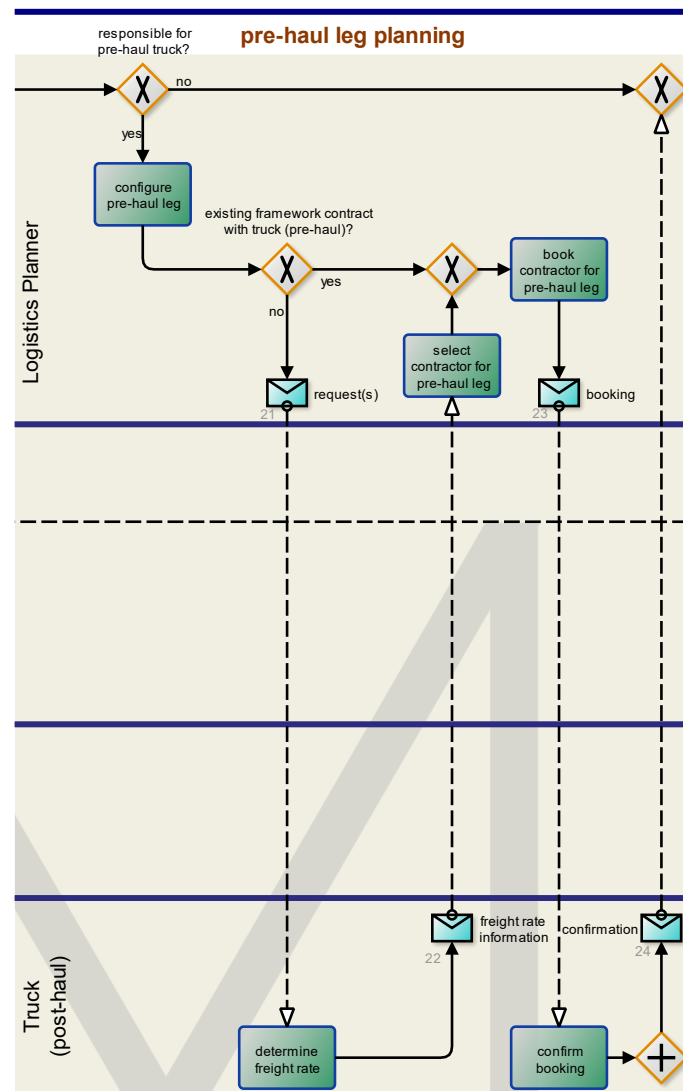 responsible for
pre-haul truck?
pre-haul leg planning
no
yes
configure
pre-haul leg
existing framework contract
with truck (pre-haul)?
yes
no
book
contractor for
pre-haul leg
select
contractor for
pre-haul leg
request(s)
21
booking
23
Logistics Planner
freight rate
information
22
confirmation
24
Truck
(post-haul)
determine
freight rate
confirm
booking